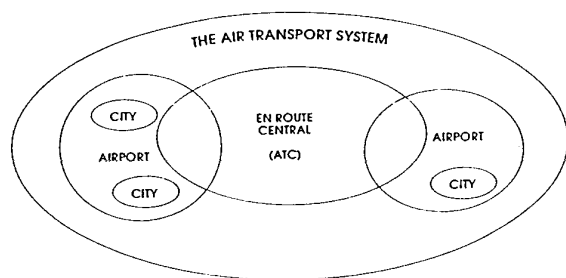 THE AIR TRANSPORT SYSTEM
CITY
AIRPORT
CITY
EN ROUTE
CENTRAL
(ATC)
AIRPORT
CITY